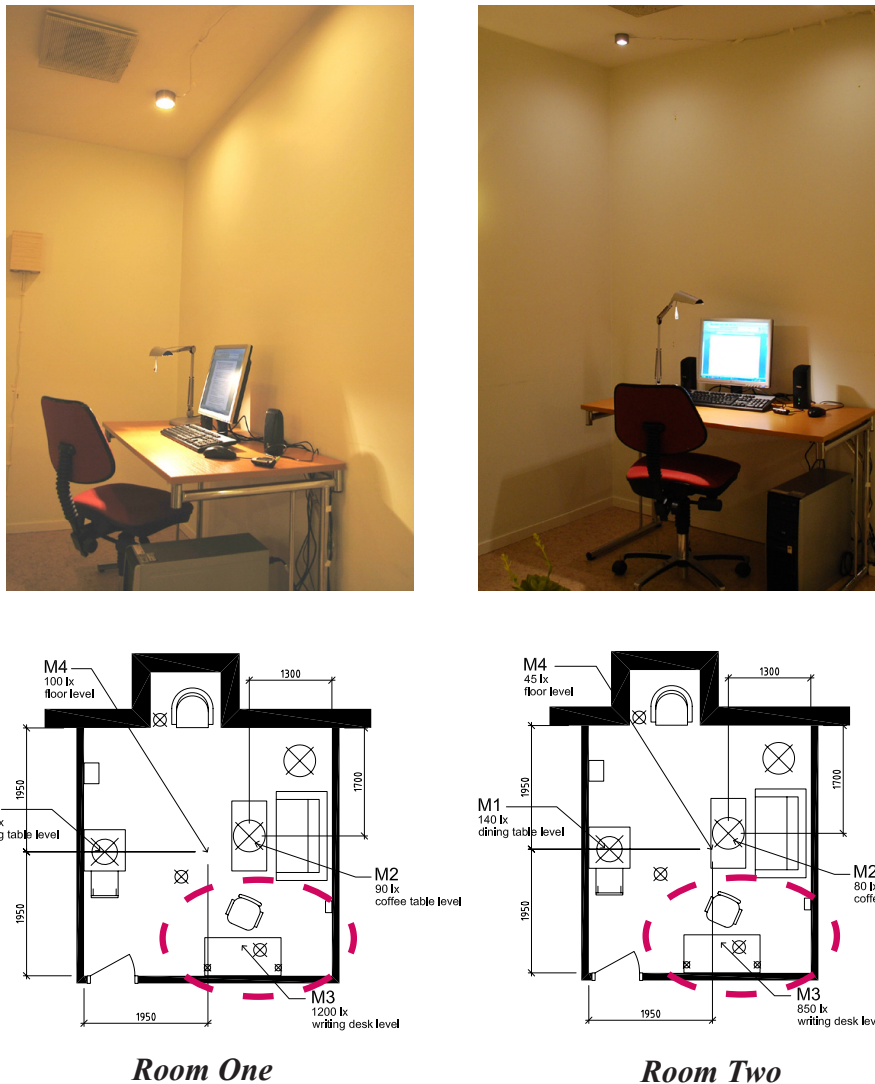 M4
100 lx
floor level
1300
1950
1700
table level
1950
M2
90 lx
coffee table level
M3
1200 lx
writing desk level
1950
Room One
M4
45 lx
floor level
1300
1950
1700
M1
140 lx
dining table level
1950
M2
80 lx
M3
850 lx
writing desk
1950
Room Two